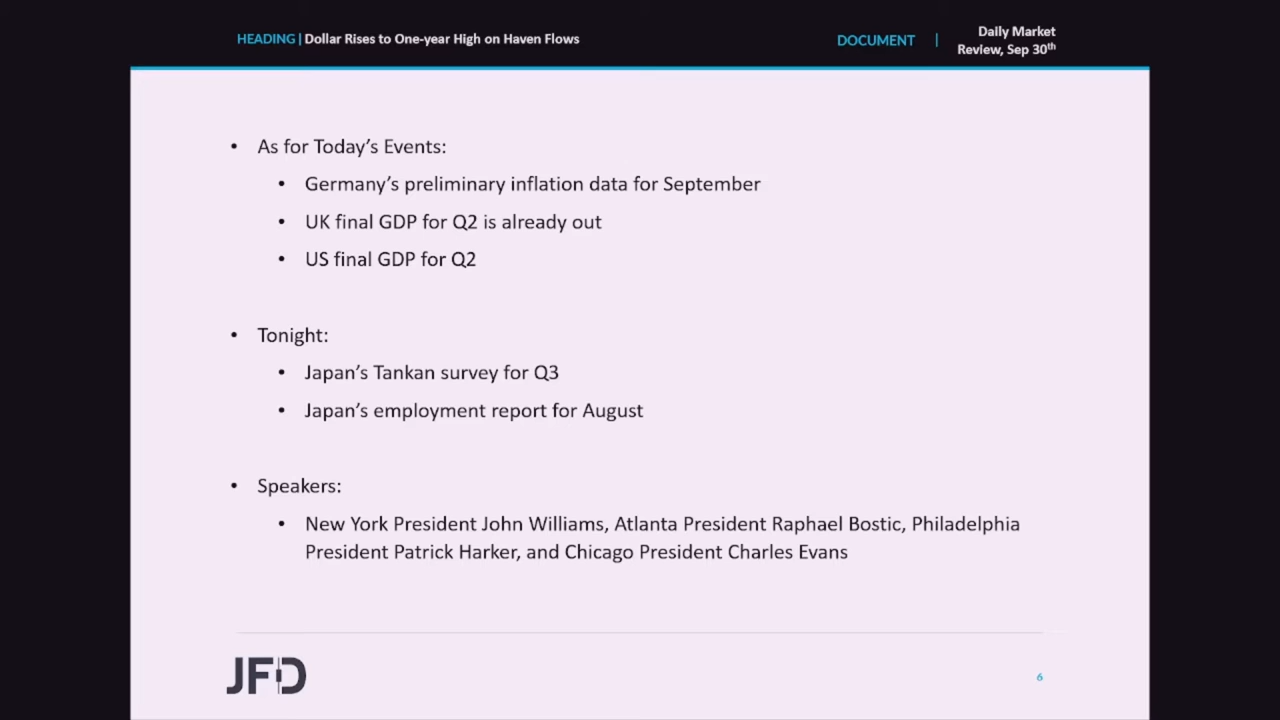 HEADING | Dollar Rises to One-year High on Haven Flows
DOCUMENT |
Daily Market
Review, Sep 30th
• As for Today's Events:
• Germany's preliminary inflation data for September
• UK final GDP for Q2 is already out
• US final GDP for Q2
• Tonight:
• Japan's Tankan survey for Q3
• Japan's employment report for August
• Speakers:
• New York President John Williams, Atlanta President Raphael Bostic, Philadelphia
President Patrick Harker, and Chicago President Charles Evans
JFD
6